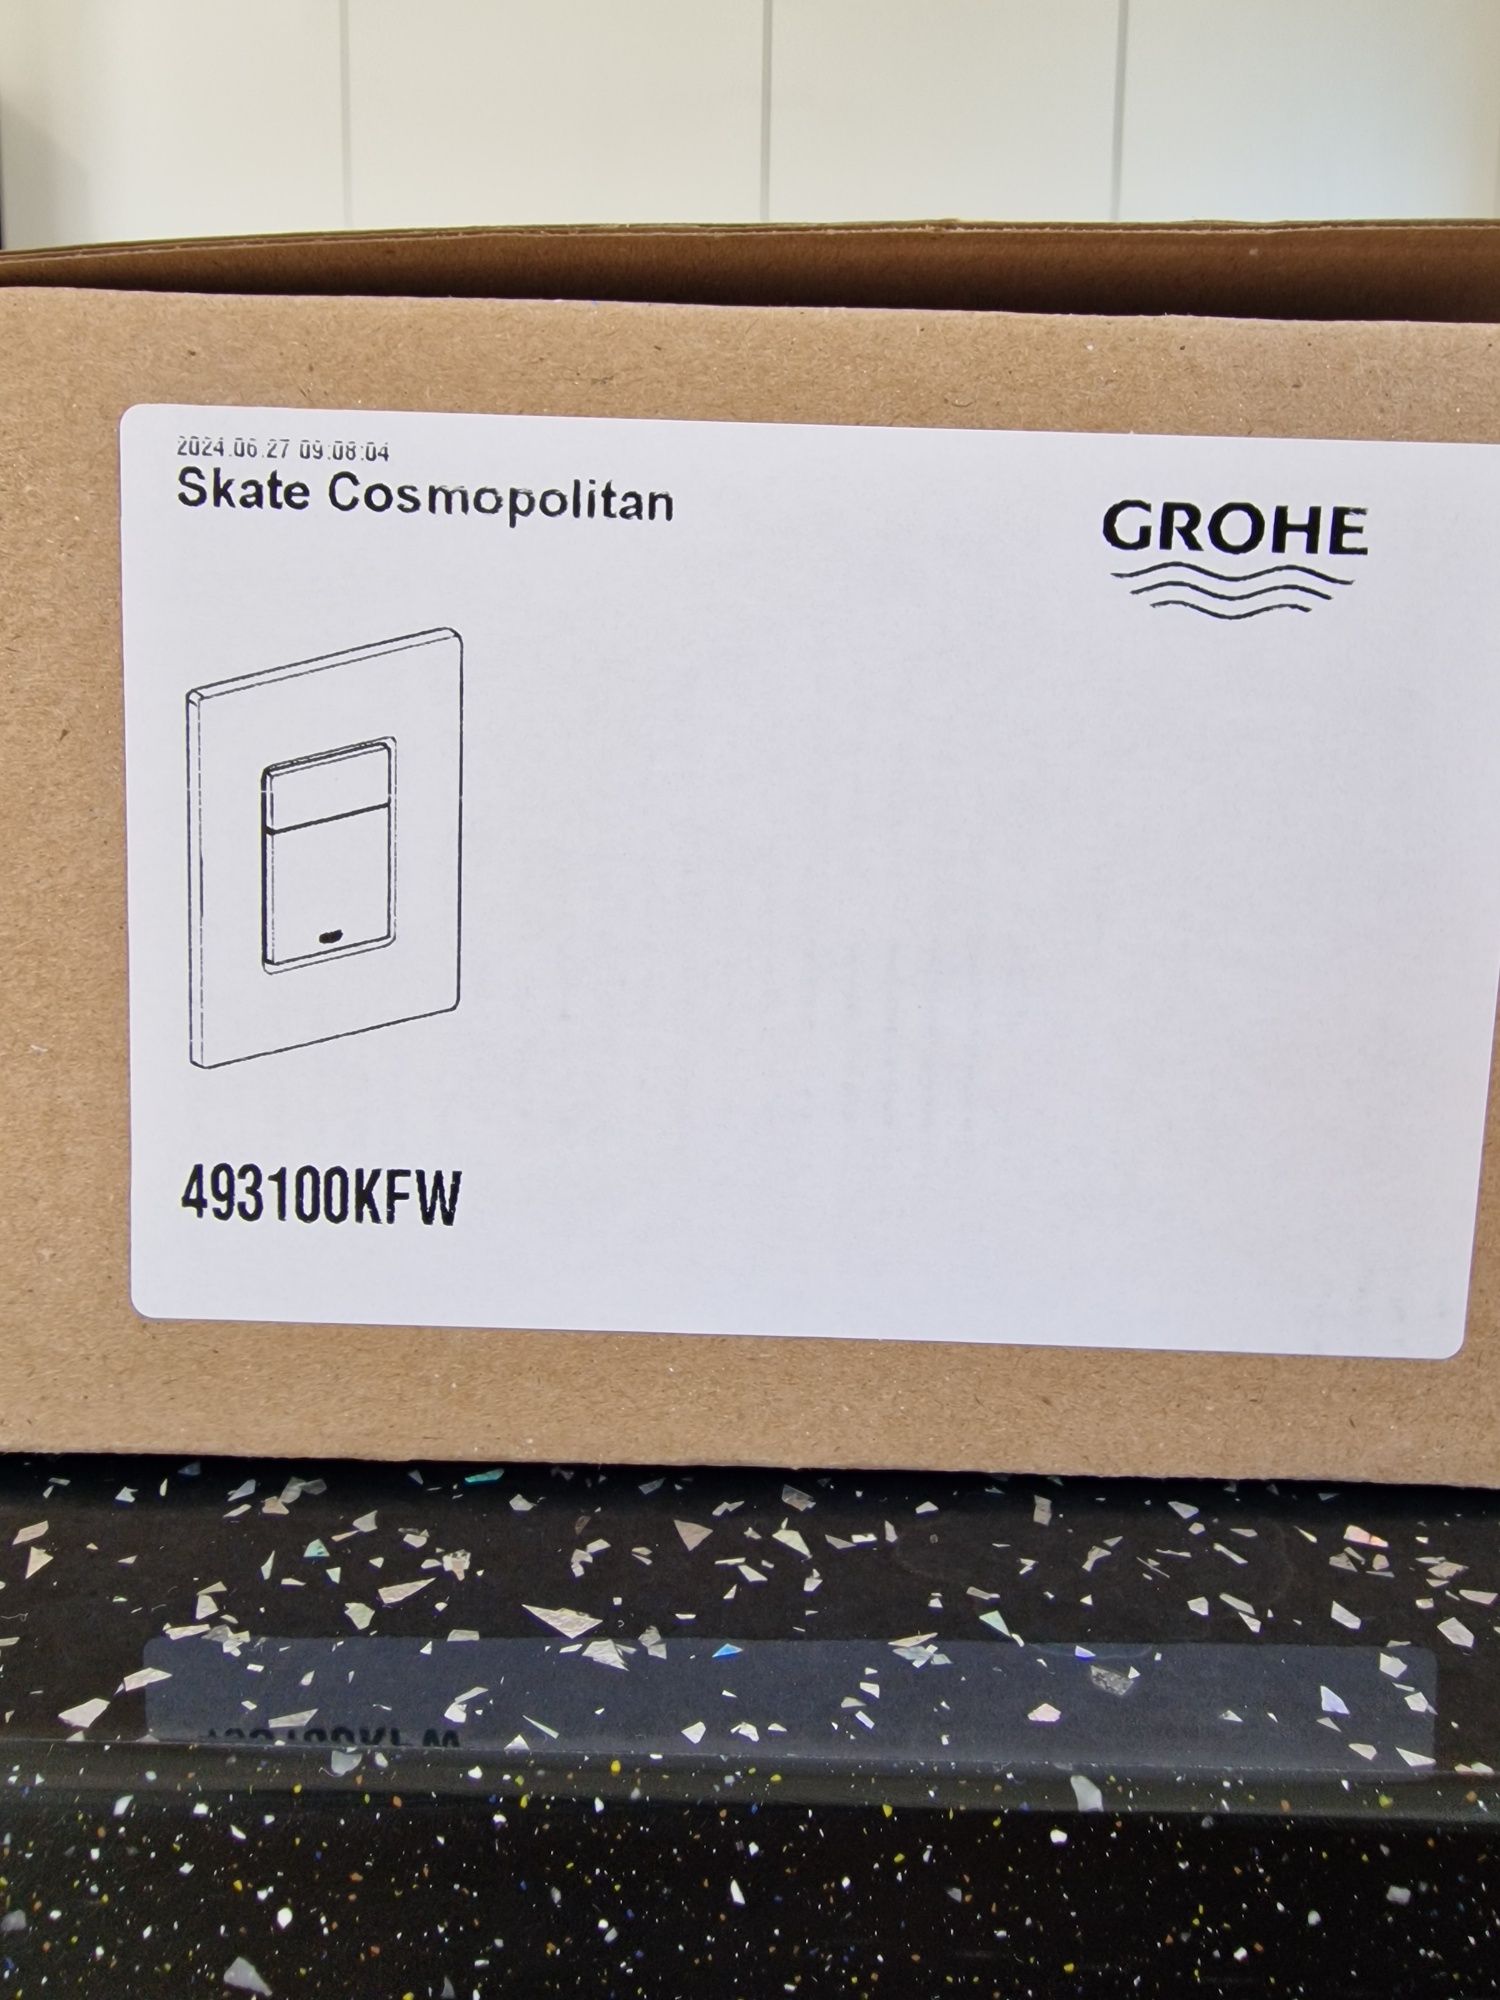 2024.06.27 09:08:04
Skate Cosmopolitan
GROHE
493100KFW